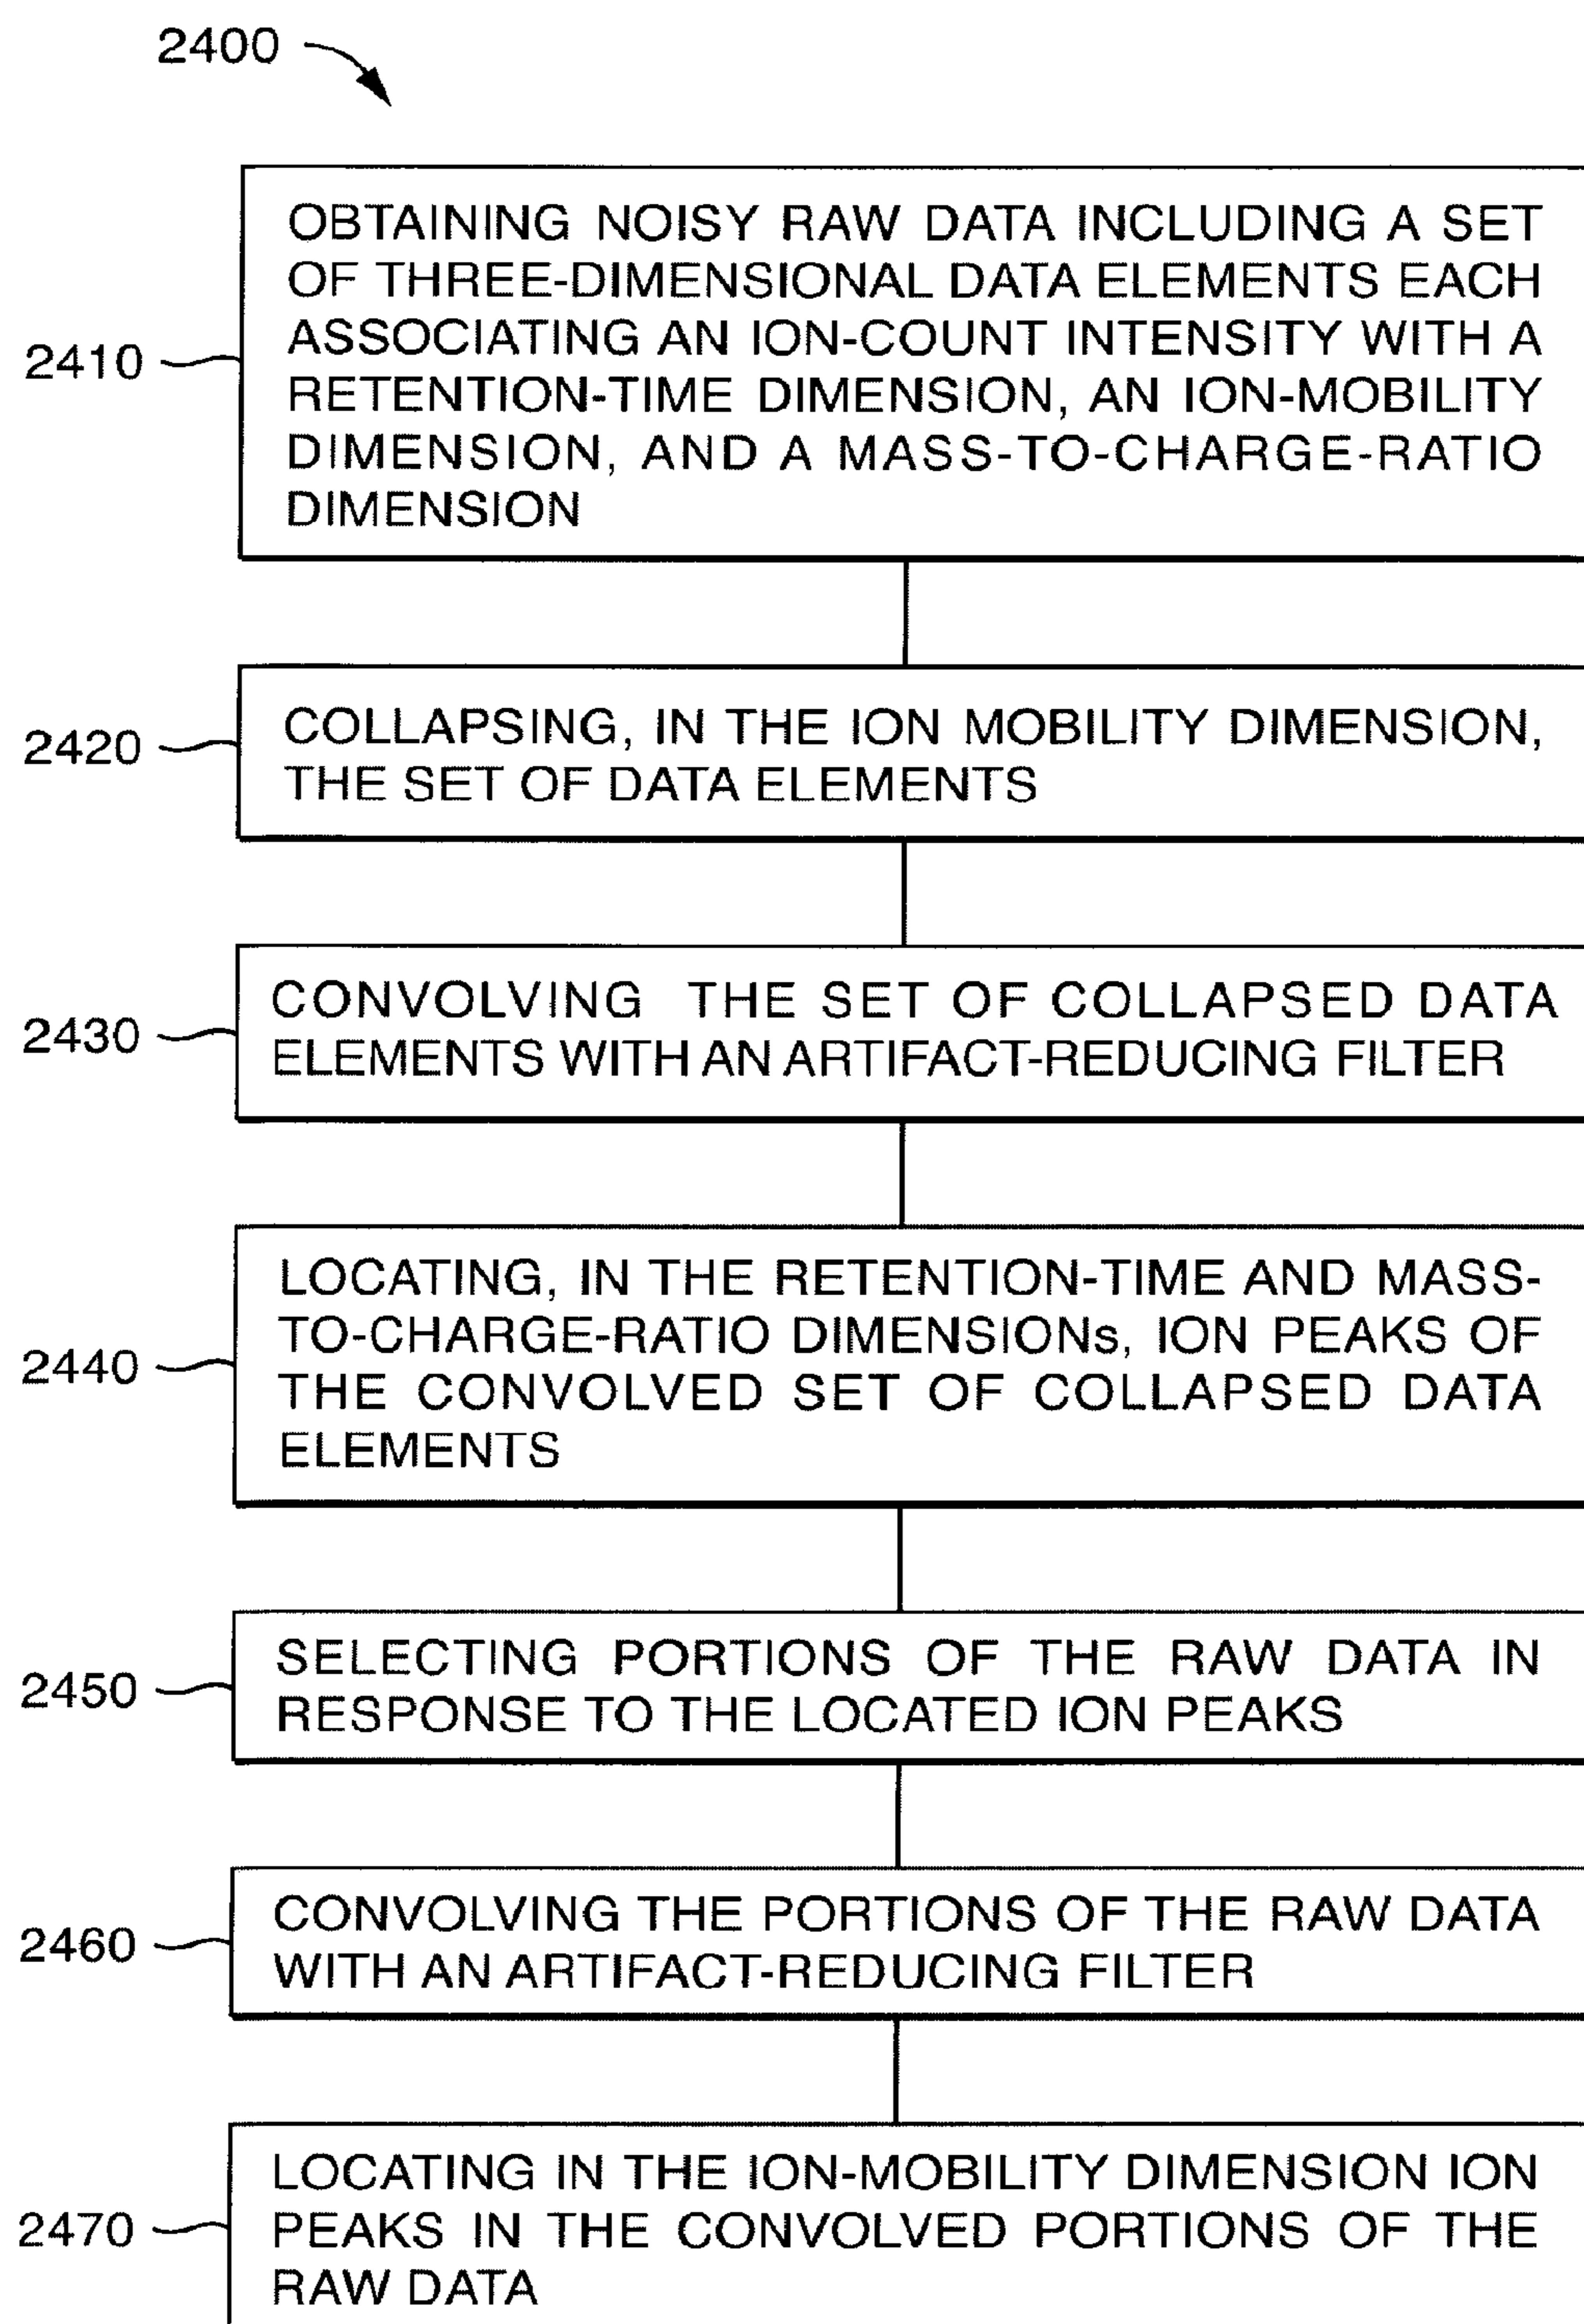 2400
OBTAINING NOISY RAW DATA INCLUDING A SET
OF THREE-DIMENSIONAL DATA ELEMENTS EACH
ASSOCIATING AN ION-COUNT INTENSITY WITH A
RETENTION-TIME DIMENSION, AN ION-MOBILITY
DIMENSION, AND A MASS-TO-CHARGE-RATIO
DIMENSION
2410
COLLAPSING, IN THE ION MOBILITY DIMENSION,
THE SET OF DATA ELEMENTS
2420
CONVOLVING THE SET OF COLLAPSED DATA
ELEMENTS WITH AN ARTIFACT-REDUCING FILTER
2430
LOCATING, IN THE RETENTION-TIME AND MASS-
TO-CHARGE-RATIO DIMENSIONs, ION PEAKS OF
THE CONVOLVED SET OF COLLAPSED DATA
ELEMENTS
2440
SELECTING PORTIONS OF THE RAW DATA IN
RESPONSE TO THE LOCATED ION PEAKS
2450
CONVOLVING THE PORTIONS OF THE RAW DATA
WITH AN ARTIFACT-REDUCING FILTER
2460
LOCATING IN THE ION-MOBILITY DIMENSION ION
PEAKS IN THE CONVOLVED PORTIONS OF THE
RAW DATA
2470